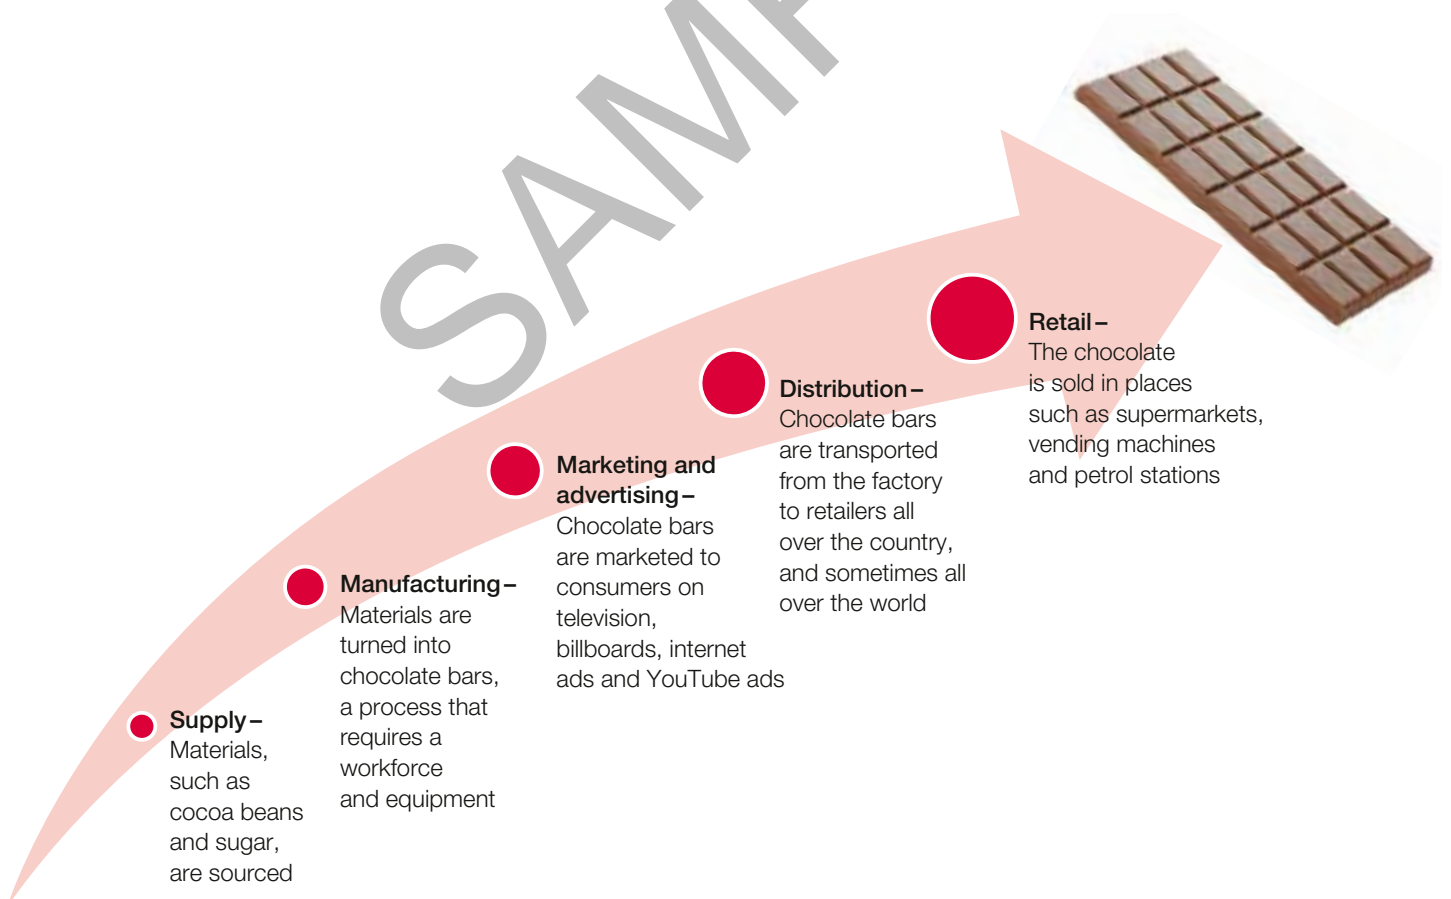 SAMP
Retail –
The chocolate
is sold in places
such as supermarkets,
vending machines
and petrol stations
Distribution –
Chocolate bars
are transported
from the factory
to retailers all
over the country,
and sometimes all
over the world
Marketing and
advertising –
Chocolate bars
are marketed to
consumers on
television,
billboards, internet
ads and YouTube ads
Manufacturing –
Materials are
turned into
chocolate bars,
a process that
requires a
workforce
and equipment
Supply –
Materials,
such as
cocoa beans
and sugar,
are sourced